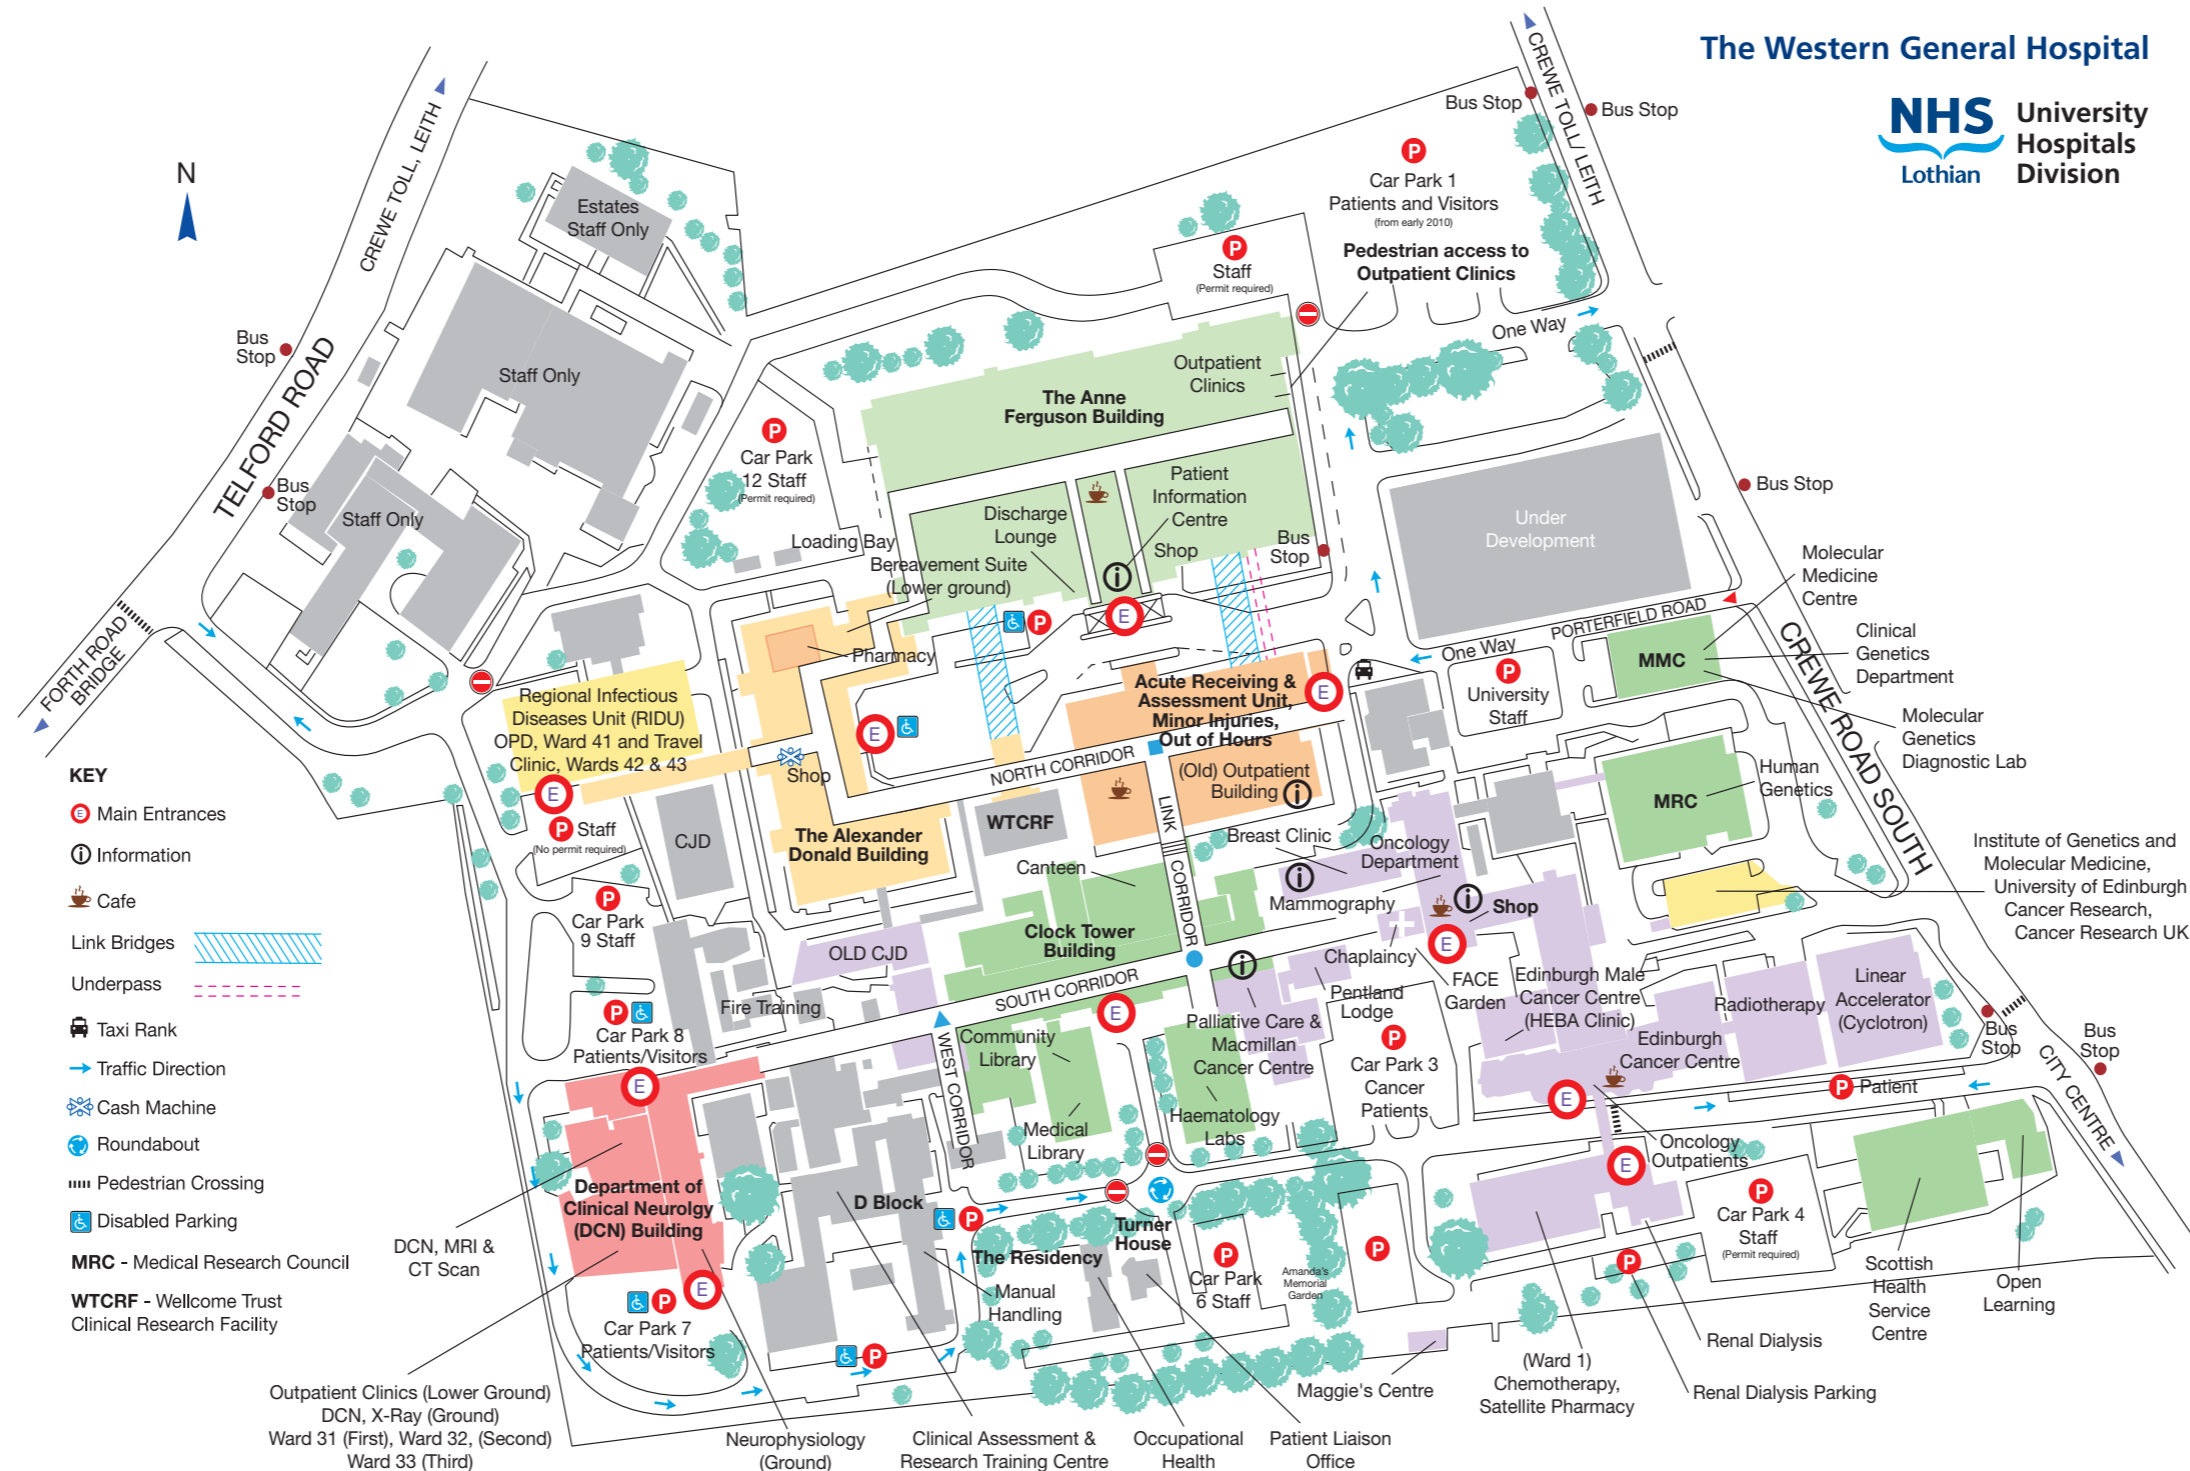 The Western General Hospital
NHS
Lothian
University
Hospitals
Division
N
CREWE TOLL, LEITH
CREWE TOLL/ LEITH
Bus Stop
Bus Stop
P
Car Park 1
Patients and Visitors
(from early 2010)
Pedestrian access to
Outpatient Clinics
P
Staff
(Permit required)
One Way
Estates
Staff Only
Bus
Stop
TELFORD ROAD
Staff Only
Bus
Stop
Staff Only
P
Car Park
12 Staff
(Permit required)
Loading Bay
The Anne
Ferguson Building
Outpatient
Clinics
Patient
Information
Centre
Discharge
Lounge
Shop
Bus
Stop
Bereavement Suite
(Lower ground)
Pharmacy
P
E
Under
Development
Bus Stop
Molecular
Medicine
Centre
PORTERFIELD ROAD
One Way
MMC
Clinical
Genetics
Department
Molecular
Genetics
Diagnostic Lab
P
University
Staff
CREWE ROAD SOUTH
FORTH ROAD
BRIDGE
Regional Infectious
Diseases Unit (RIDU)
OPD, Ward 41 and Travel
Clinic, Wards 42 & 43
E
P
Staff
(No permit required)
Shop
E
Acute Receiving &
Assessment Unit,
Minor Injuries,
Out of Hours
E
NORTH CORRIDOR
(Old) Outpatient
Building
LINK
CORRIDOR
MRC
Human
Genetics
Institute of Genetics and
Molecular Medicine,
University of Edinburgh
Cancer Research,
Cancer Research UK
KEY
E
Main Entrances
Information
Cafe
Link Bridges
Underpass
Taxi Rank
Traffic Direction
Cash Machine
Roundabout
Pedestrian Crossing
Disabled Parking
MRC - Medical Research Council
WTCRF - Wellcome Trust
Clinical Research Facility
CJD
The Alexander
Donald Building
WTCRF
Canteen
Breast Clinic
Oncology
Department
Mammography
Shop
E
P
Car Park
9 Staff
OLD CJD
Clock Tower
Building
Chaplaincy
FACE
Garden
Edinburgh Male
Cancer Centre
(HEBA Clinic)
Radiotherapy
Linear
Accelerator
(Cyclotron)
Edinburgh
Cancer Centre
Bus
Stop
Bus
Stop
CITY CENTRE
P
Car Park 8
Patients/Visitors
E
Fire Training
SOUTH CORRIDOR
E
Community
Library
WEST CORRIDOR
Medical
Library
Palliative Care &
Macmillan
Cancer Centre
Pentland
Lodge
P
Car Park 3
Cancer
Patients
Haematology
Labs
E
P
Patient
Oncology
Outpatients
E
Department of
Clinical Neurolgy
(DCN) Building
DCN, MRI &
CT Scan
E
P
Car Park 7
Patients/Visitors
D Block
P
Manual
Handling
P
The Residency
Turner
House
P
Car Park
6 Staff
Amanda's
Memorial
Garden
P
P
Car Park 4
Staff
(Permit required)
P
Scottish
Health
Service
Centre
Open
Learning
Renal Dialysis
Renal Dialysis Parking
(Ward 1)
Chemotherapy,
Satellite Pharmacy
Maggie's Centre
Outpatient Clinics (Lower Ground)
DCN, X-Ray (Ground)
Ward 31 (First), Ward 32, (Second)
Ward 33 (Third)
Neurophysiology
(Ground)
Clinical Assessment &
Research Training Centre
Occupational
Health
Patient Liaison
Office